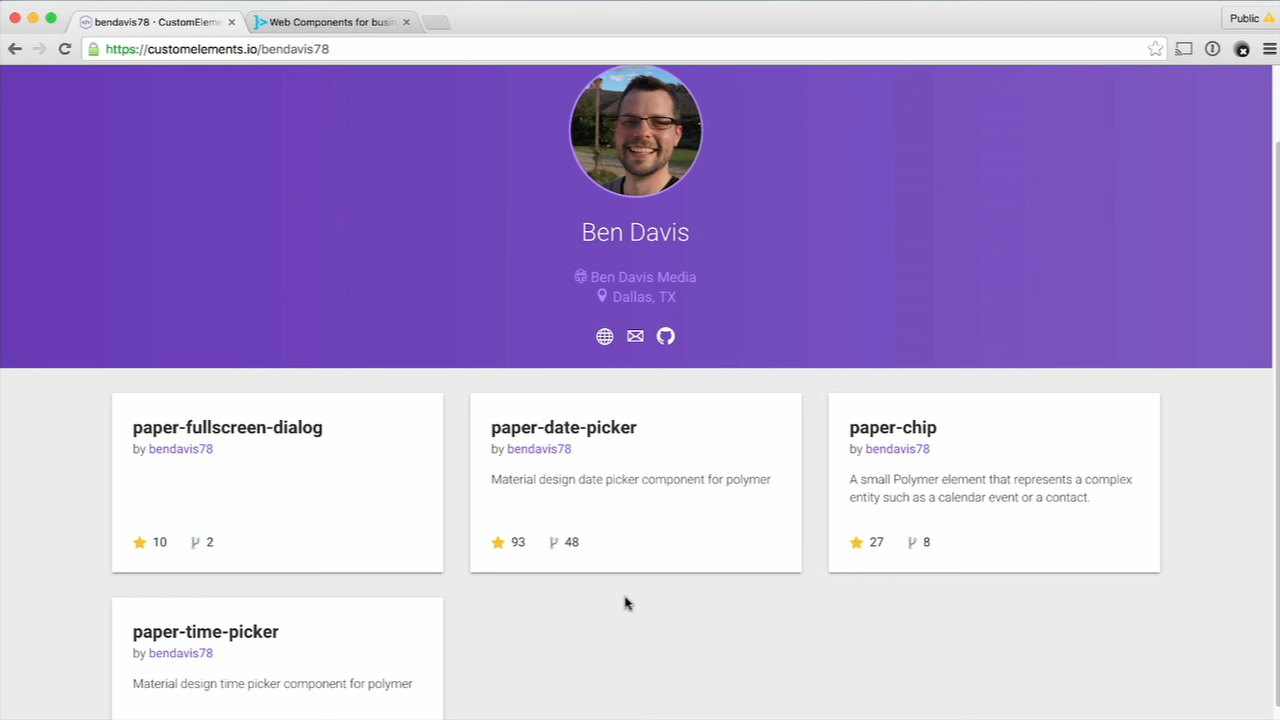 bendavis78 · CustomEleme
Web Components for busin
Public
https://customelements.io/bendavis78
Ben Davis
Ben Davis Media
Dallas, TX
paper-fullscreen-dialog
by bendavis78
10 2
paper-date-picker
by bendavis78
Material design date picker component for polymer
93 48
paper-chip
by bendavis78
A small Polymer element that represents a complex
entity such as a calendar event or a contact.
27 8
paper-time-picker
by bendavis78
Material design time picker component for polymer